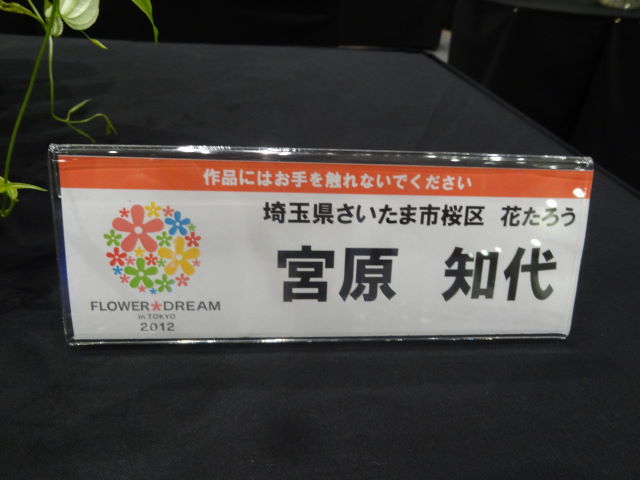 作品にはお手を触れないでください
埼玉県さいたま市桜区 花たろう
宮原 知代
FLOWER★DREAM
in TOKYO
2012